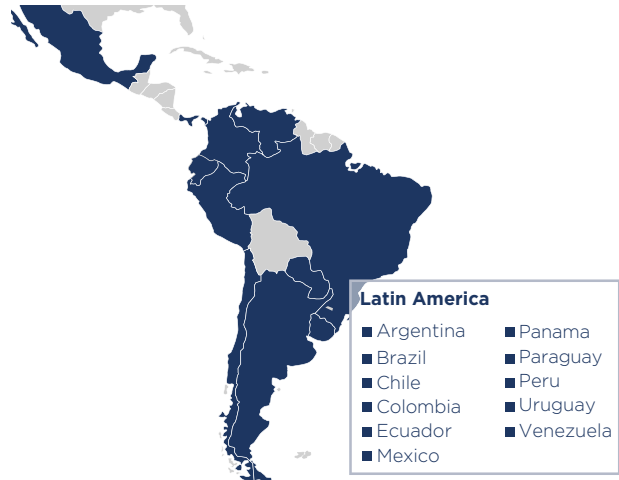 Latin America
Argentina
Brazil
Chile
Colombia
Ecuador
Mexico
Panama
Paraguay
Peru
Uruguay
Venezuela